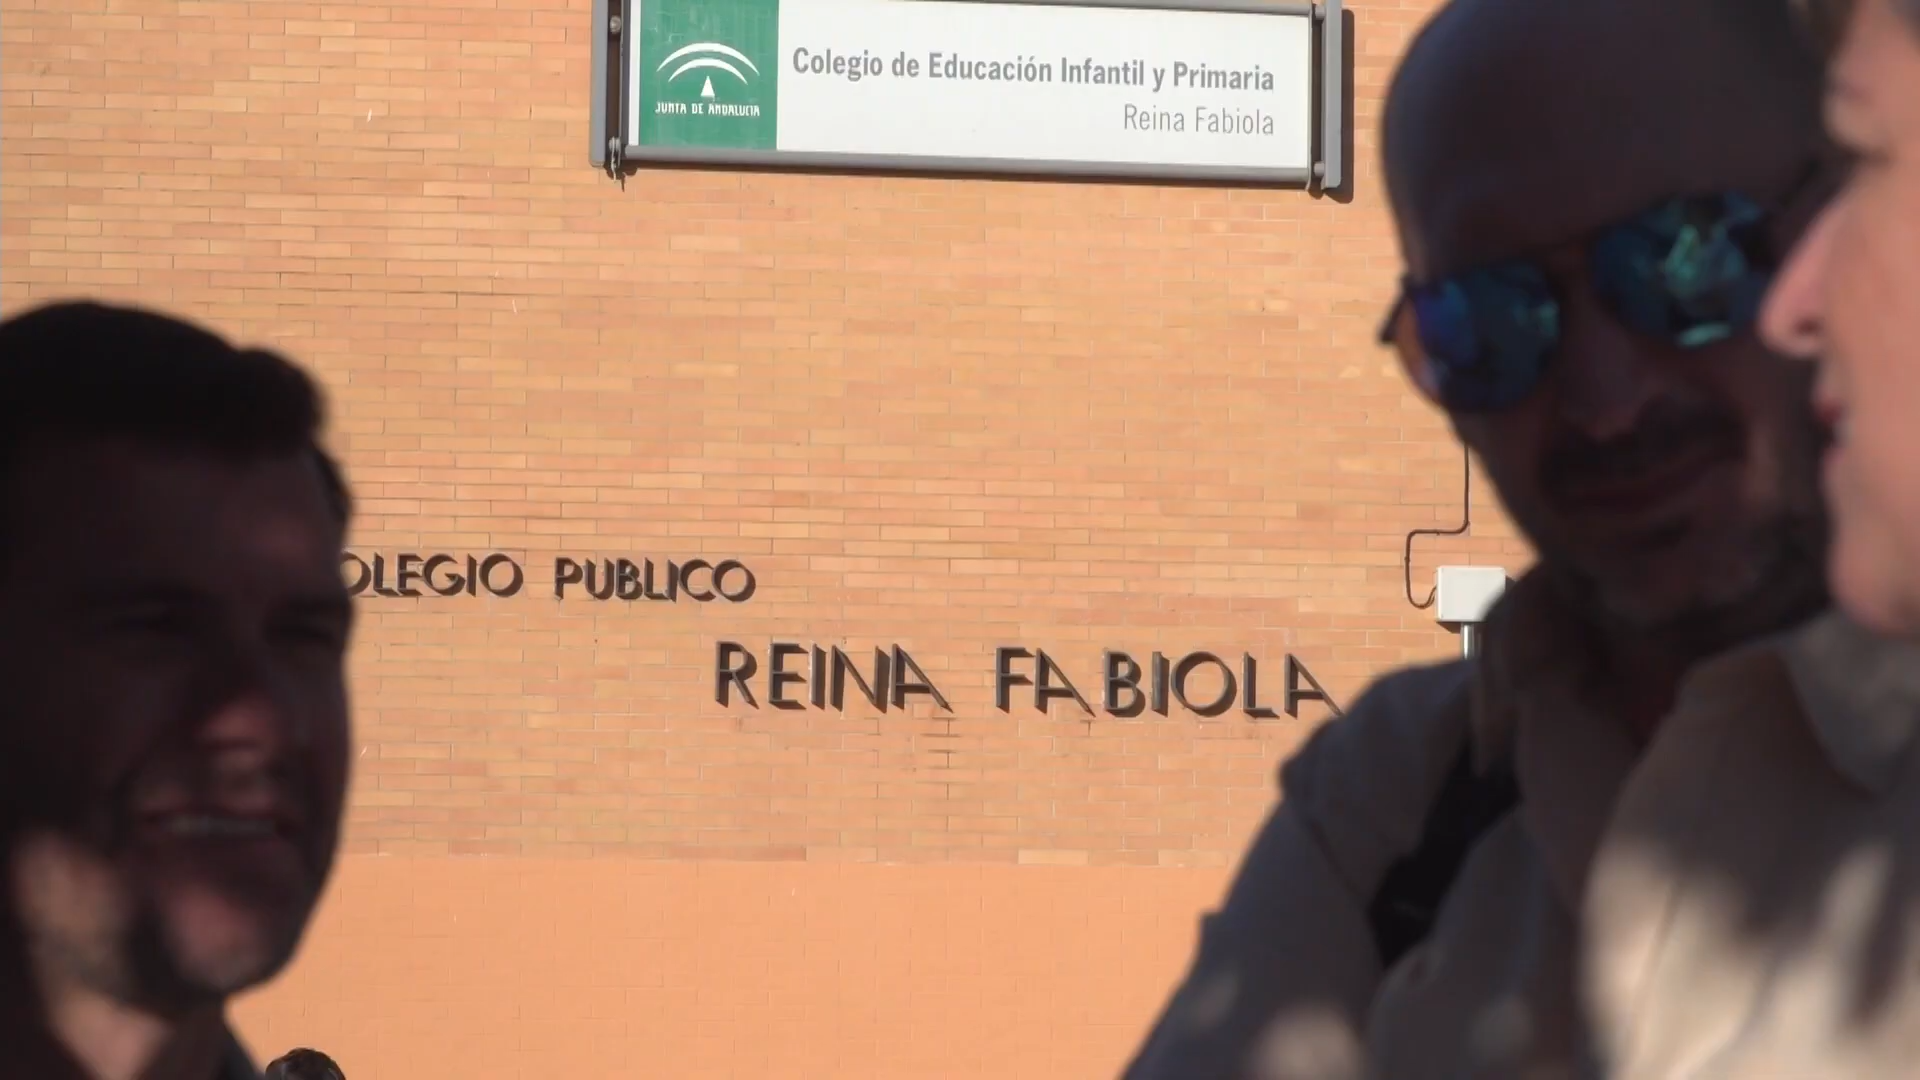 Colegio de Educación Infantil y Primaria
Reina Fabiola
JUNTA DE ANDALUCIA
OLEGIO PUBLICO
REINA FABIOLA